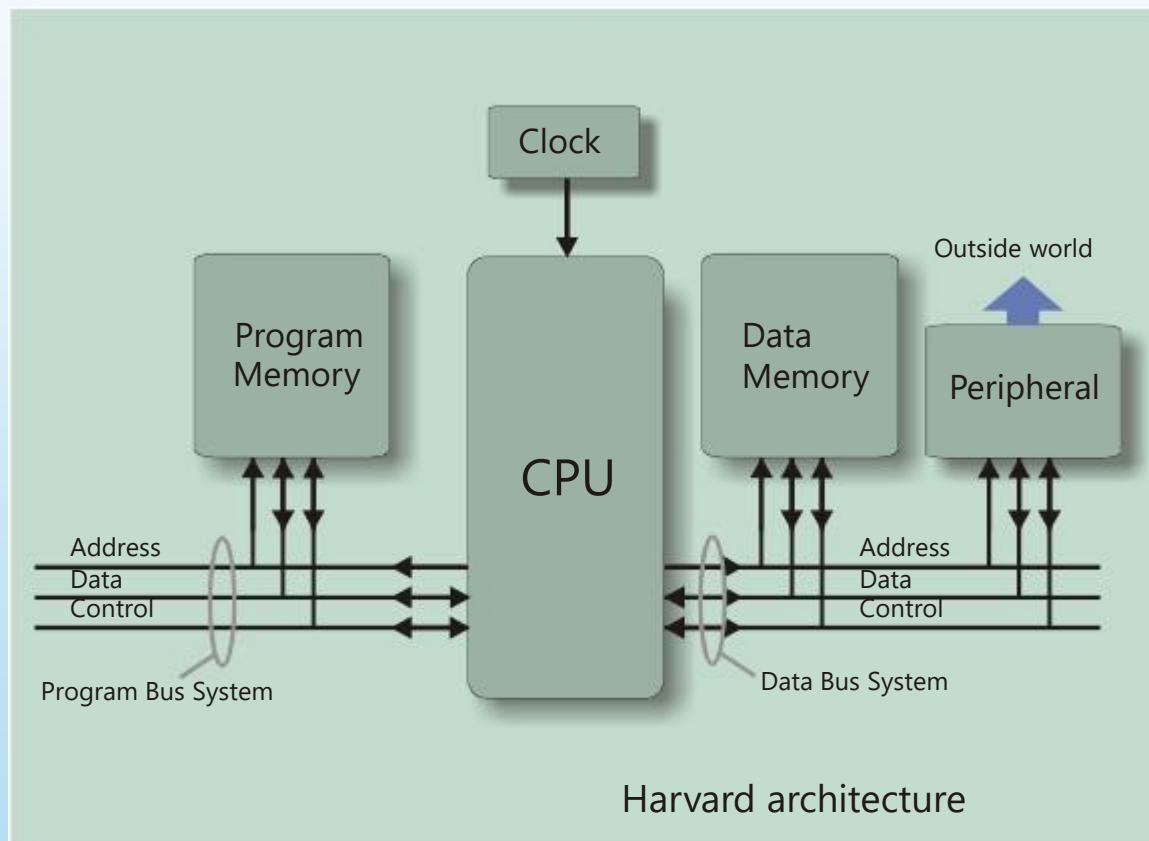 Clock
Outside world
Program
Memory
Data
Memory
Peripheral
CPU
Address
Data
Control
Address
Data
Control
Program Bus System
Data Bus System
Harvard architecture